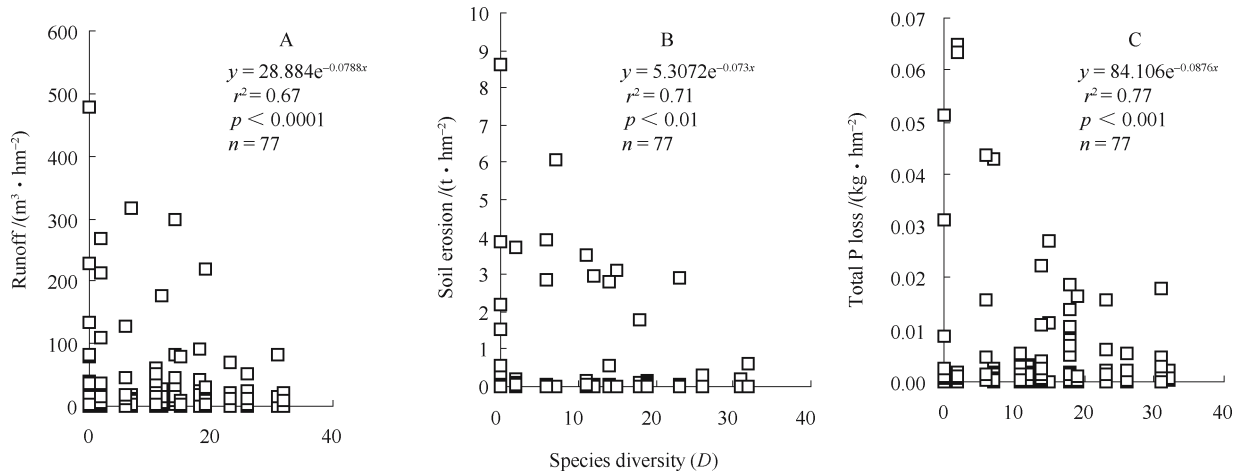 A
y = 28.884e^−0.0788x
r² = 0.67
p < 0.0001
n = 77
600
500
400
300
200
100
0
0
20
40
Runoff /(m³・hm⁻²)
B
y = 5.3072e^−0.073x
r² = 0.71
p < 0.01
n = 77
10
9
8
7
6
5
4
3
2
1
0
0
10
20
30
40
Soil erosion /(t・hm⁻²)
C
y = 84.106e^−0.0876x
r² = 0.77
p < 0.001
n = 77
0.07
0.06
0.05
0.04
0.03
0.02
0.01
0.00
0
10
20
30
40
Total P loss /(kg・hm⁻²)
Species diversity (D)